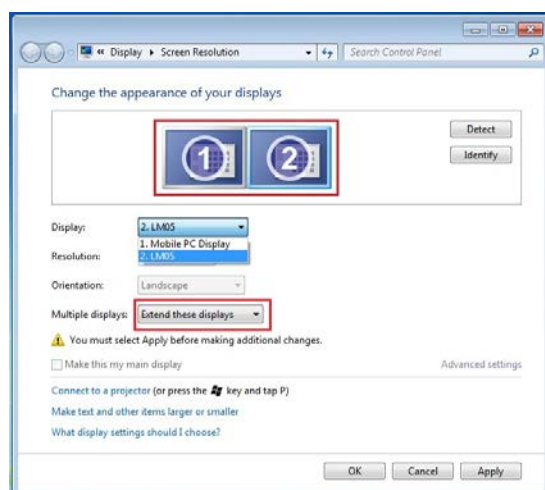 « Display ▸ Screen Resolution
Search Control Panel
Change the appearance of your displays
1
2
Detect
Identify
Display:
2. LM05
1. Mobile PC Display
2. LM05
Resolution:
Orientation:
Landscape
Multiple displays:
Extend these displays
You must select Apply before making additional changes.
Make this my main display
Advanced settings
Connect to a projector (or press the key and tap P)
Make text and other items larger or smaller
What display settings should I choose?
OK
Cancel
Apply